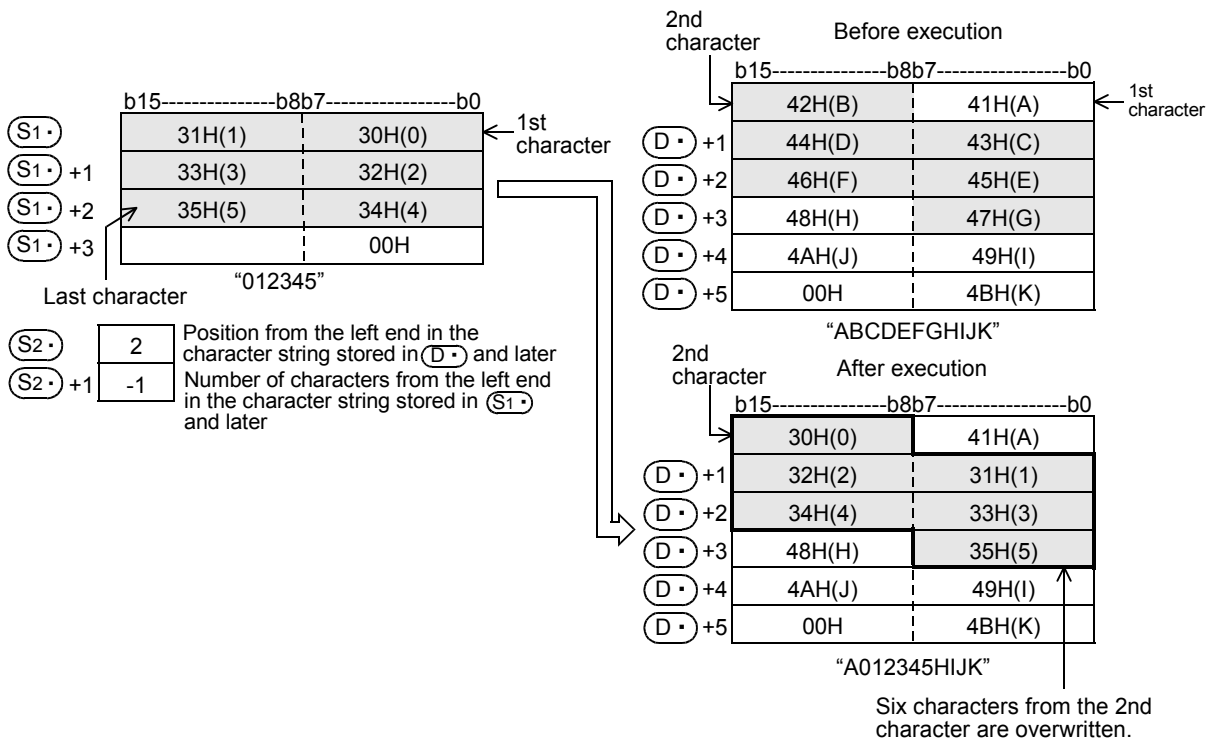 b15---------------b8b7-----------------b0
S1・
31H(1) 30H(0)
1st
character
S1・ +1
33H(3) 32H(2)
S1・ +2
35H(5) 34H(4)
S1・ +3
00H
“012345”
Last character
S2・
2
Position from the left end in the
character string stored in D・ and later
S2・ +1
-1
Number of characters from the left end
in the character string stored in S1・
and later
2nd
character
Before execution
b15---------------b8b7-----------------b0
42H(B) 41H(A)
1st
character
D・ +1
44H(D) 43H(C)
D・ +2
46H(F) 45H(E)
D・ +3
48H(H) 47H(G)
D・ +4
4AH(J) 49H(I)
D・ +5
00H 4BH(K)
“ABCDEFGHIJK”
2nd
character
After execution
b15---------------b8b7-----------------b0
30H(0) 41H(A)
D・ +1
32H(2) 31H(1)
D・ +2
34H(4) 33H(3)
D・ +3
48H(H) 35H(5)
D・ +4
4AH(J) 49H(I)
D・ +5
00H 4BH(K)
“A012345HIJK”
Six characters from the 2nd
character are overwritten.